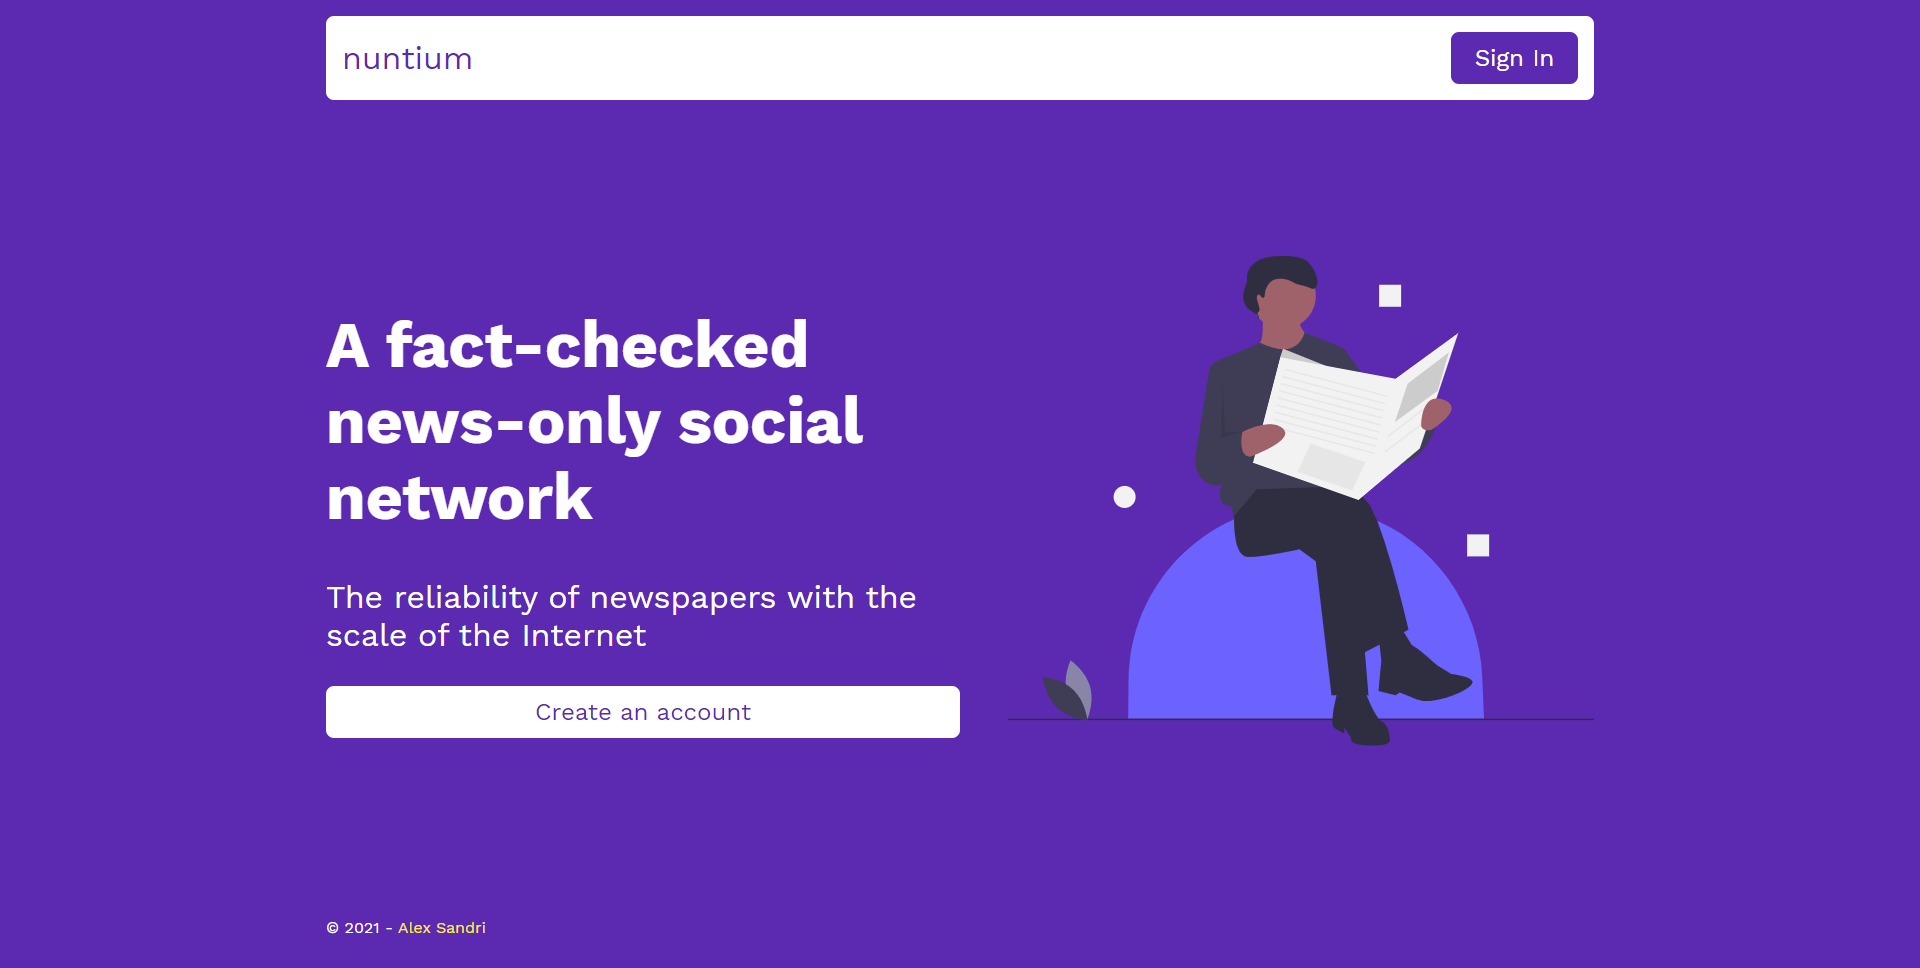 nuntium
Sign In
A fact-checked
news-only social
network
The reliability of newspapers with the
scale of the Internet
Create an account
© 2021 - Alex Sandri